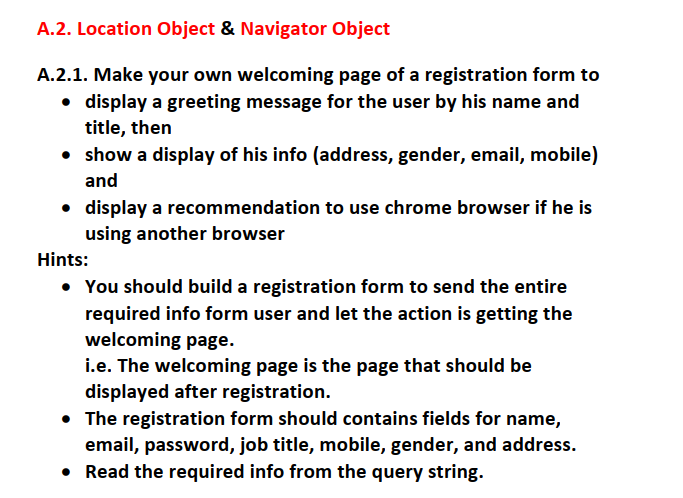 A.2. Location Object & Navigator Object
A.2.1. Make your own welcoming page of a registration form to
• display a greeting message for the user by his name and
title, then
• show a display of his info (address, gender, email, mobile)
and
• display a recommendation to use chrome browser if he is
using another browser
Hints:
• You should build a registration form to send the entire
required info form user and let the action is getting the
welcoming page.
i.e. The welcoming page is the page that should be
displayed after registration.
• The registration form should contains fields for name,
email, password, job title, mobile, gender, and address.
• Read the required info from the query string.